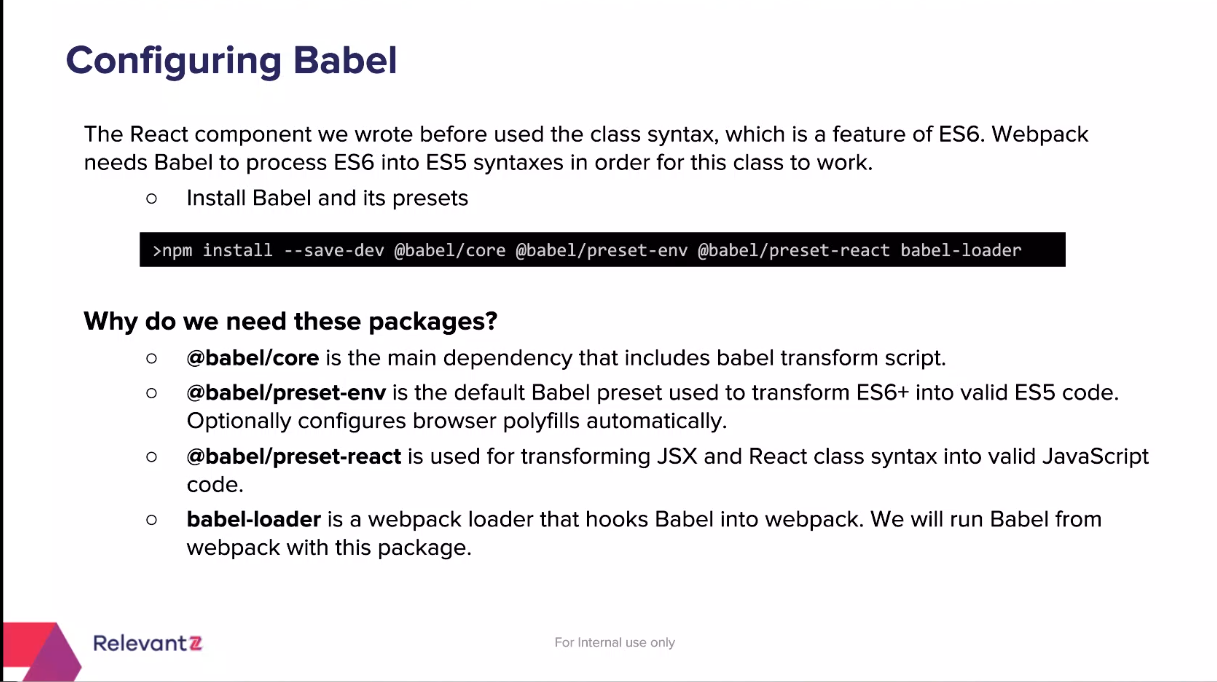 Configuring Babel
The React component we wrote before used the class syntax, which is a feature of ES6. Webpack
needs Babel to process ES6 into ES5 syntaxes in order for this class to work.
○ Install Babel and its presets
>npm install --save-dev @babel/core @babel/preset-env @babel/preset-react babel-loader
Why do we need these packages?
○ @babel/core is the main dependency that includes babel transform script.
○ @babel/preset-env is the default Babel preset used to transform ES6+ into valid ES5 code.
Optionally configures browser polyfills automatically.
○ @babel/preset-react is used for transforming JSX and React class syntax into valid JavaScript
code.
○ babel-loader is a webpack loader that hooks Babel into webpack. We will run Babel from
webpack with this package.
RelevantZ
For Internal use only